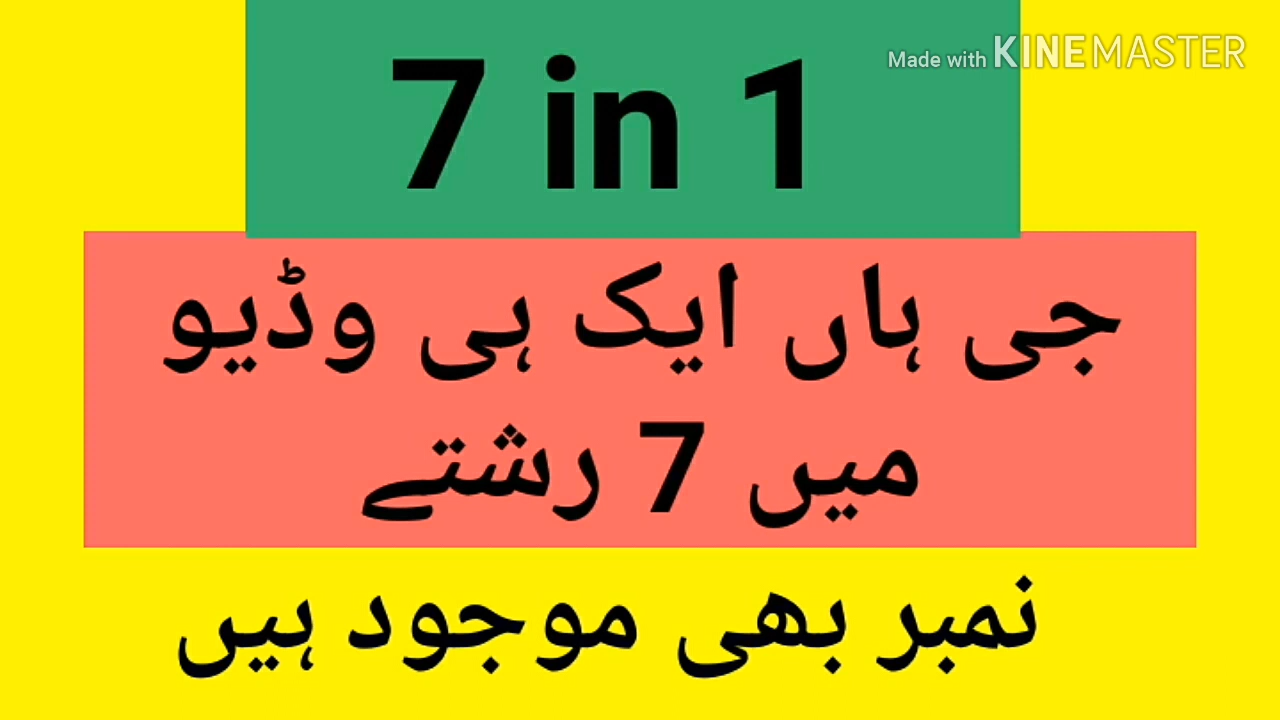 Made with KINEMASTER
7 in 1
جی ہاں ایک ہی وڈیو
میں 7 رشتے
نمبر بھی موجود ہیں